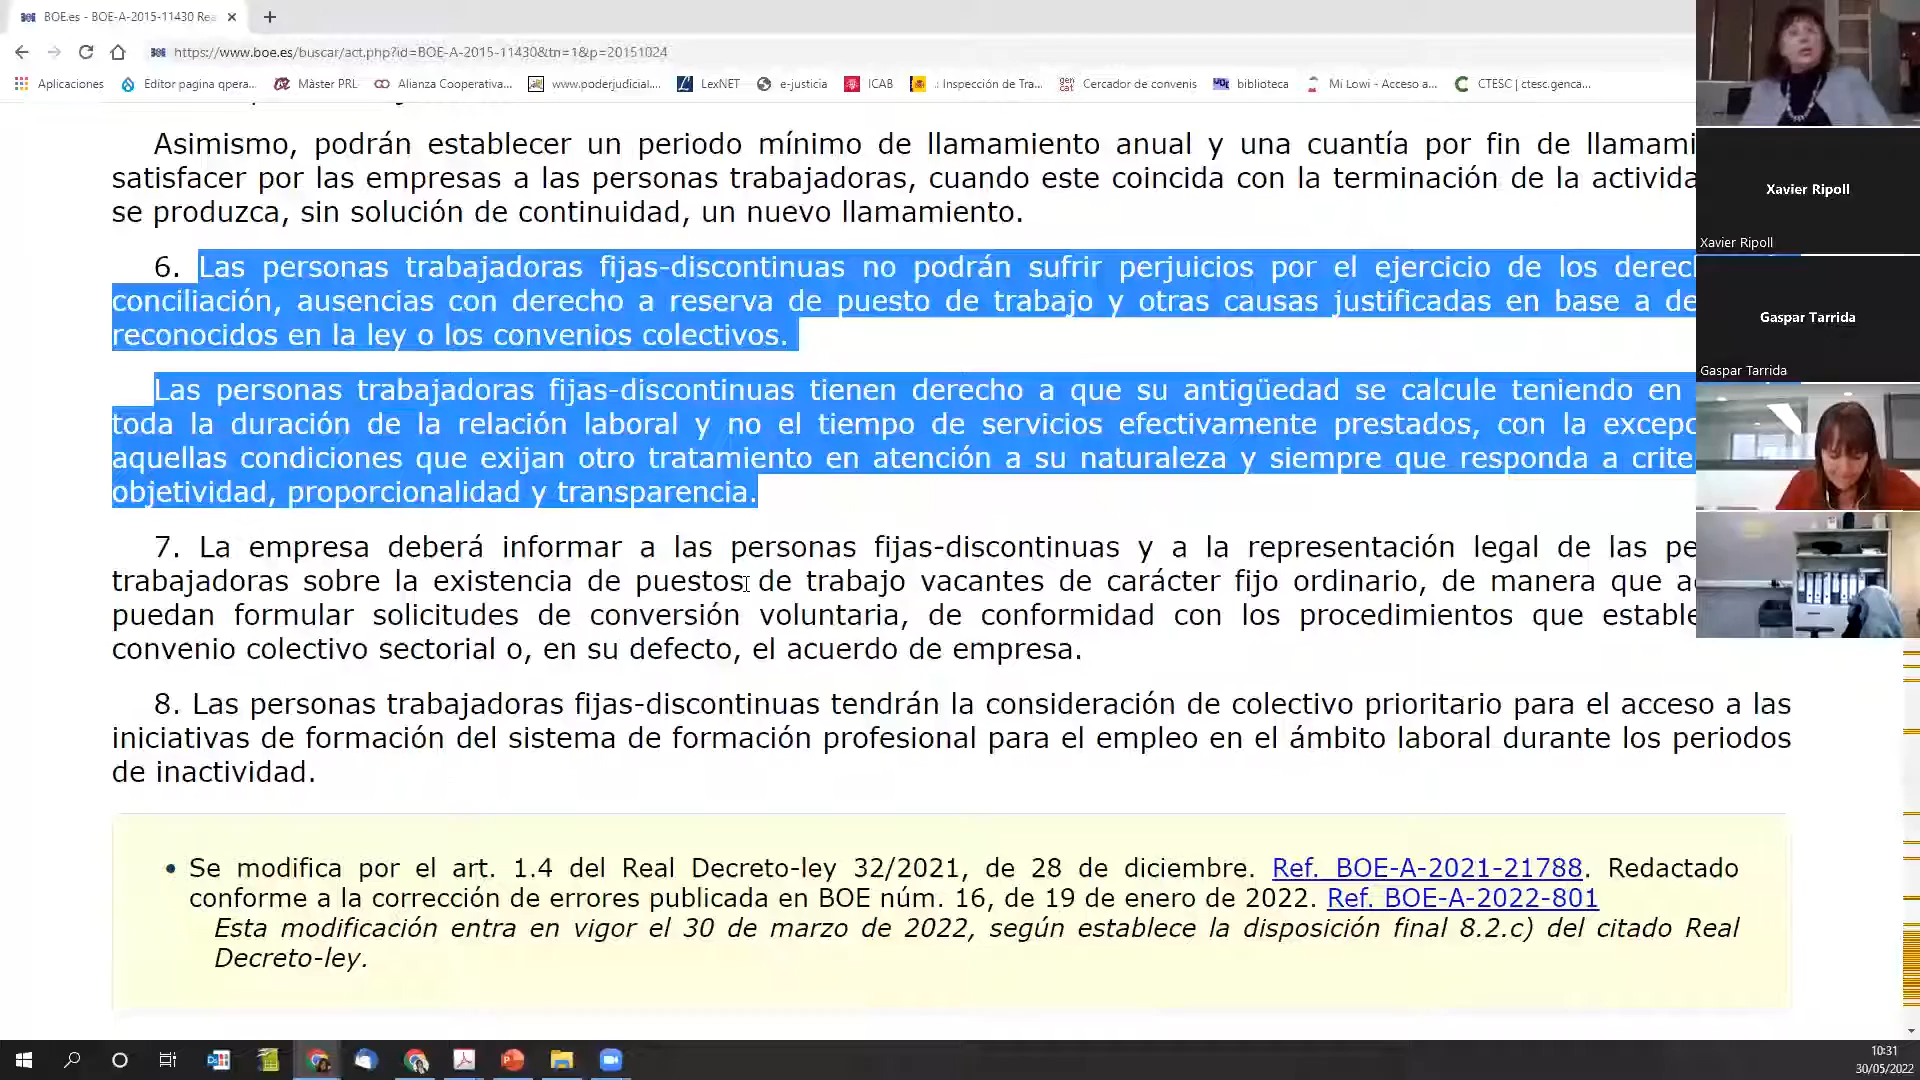 BOE.es - BOE-A-2015-11430 Rea
https://www.boe.es/buscar/act.php?id=BOE-A-2015-11430&tn=1&p=20151024
Aplicaciones
Editor pagina qpera...
Màster PRL
Alianza Cooperativa...
www.poderjudicial....
LexNET
e-justicia
ICAB
.: Inspección de Tra...
Cercador de convenis
biblioteca
Mi Lowi - Acceso a...
CTESC | ctesc.genca...
Asimismo, podrán establecer un periodo mínimo de llamamiento anual y una cuantía por fin de llamami
satisfacer por las empresas a las personas trabajadoras, cuando este coincida con la terminación de la activida
se produzca, sin solución de continuidad, un nuevo llamamiento.
6. Las personas trabajadoras fijas-discontinuas no podrán sufrir perjuicios por el ejercicio de los derech
conciliación, ausencias con derecho a reserva de puesto de trabajo y otras causas justificadas en base a de
reconocidos en la ley o los convenios colectivos.
Las personas trabajadoras fijas-discontinuas tienen derecho a que su antigüedad se calcule teniendo en
toda la duración de la relación laboral y no el tiempo de servicios efectivamente prestados, con la excepc
aquellas condiciones que exijan otro tratamiento en atención a su naturaleza y siempre que responda a crite
objetividad, proporcionalidad y transparencia.
7. La empresa deberá informar a las personas fijas-discontinuas y a la representación legal de las pe
trabajadoras sobre la existencia de puestos de trabajo vacantes de carácter fijo ordinario, de manera que a
puedan formular solicitudes de conversión voluntaria, de conformidad con los procedimientos que estable
convenio colectivo sectorial o, en su defecto, el acuerdo de empresa.
8. Las personas trabajadoras fijas-discontinuas tendrán la consideración de colectivo prioritario para el acceso a las
iniciativas de formación del sistema de formación profesional para el empleo en el ámbito laboral durante los periodos
de inactividad.
Se modifica por el art. 1.4 del Real Decreto-ley 32/2021, de 28 de diciembre. Ref. BOE-A-2021-21788. Redactado
conforme a la corrección de errores publicada en BOE núm. 16, de 19 de enero de 2022. Ref. BOE-A-2022-801
Esta modificación entra en vigor el 30 de marzo de 2022, según establece la disposición final 8.2.c) del citado Real
Decreto-ley.
Xavier Ripoll
Xavier Ripoll
Gaspar Tarrida
Gaspar Tarrida
10:31
30/05/2022